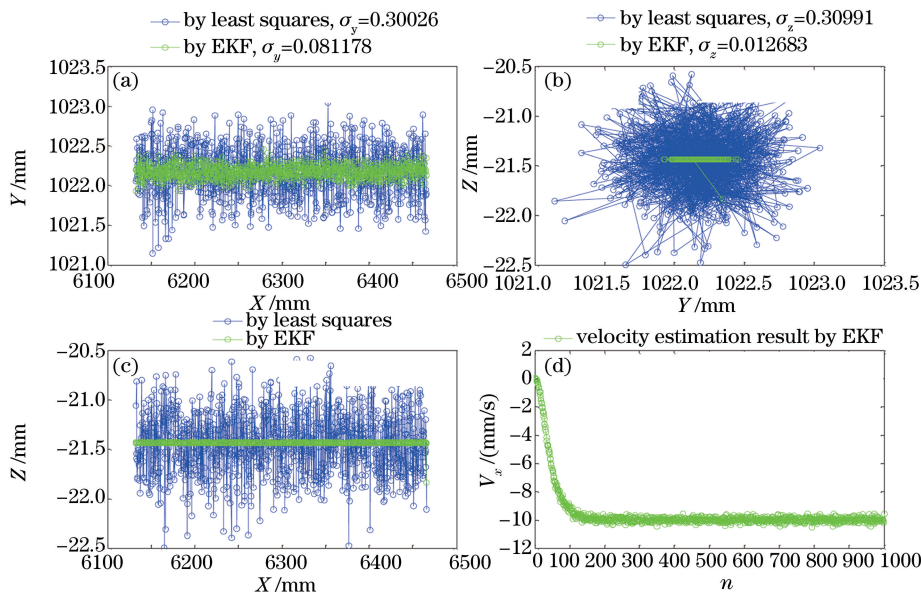 by least squares, σy=0.30026
by EKF, σy=0.081178
(a)
1023.5
1023.0
1022.5
1022.0
1021.5
1021.0
Y /mm
6100 6200 6300 6400 6500
X /mm
by least squares, σz=0.30991
by EKF, σz=0.012683
(b)
−20.5
−21.0
−21.5
−22.0
−22.5
Z /mm
1021.0 1021.5 1022.0 1022.5 1023.0 1023.5
Y /mm
by least squares
by EKF
(c)
−20.5
−21.0
−21.5
−22.0
−22.5
Z /mm
6100 6200 6300 6400 6500
X /mm
velocity estimation result by EKF
(d)
2
0
−2
−4
−6
−8
−10
−12
Vx /(mm/s)
0 100 200 300 400 500 600 700 800 900 1000
n